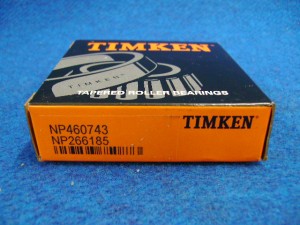 TIMKEN
TIMKEN
TAPERED ROLLER BEARINGS
NP460743
NP266185
TIMKEN